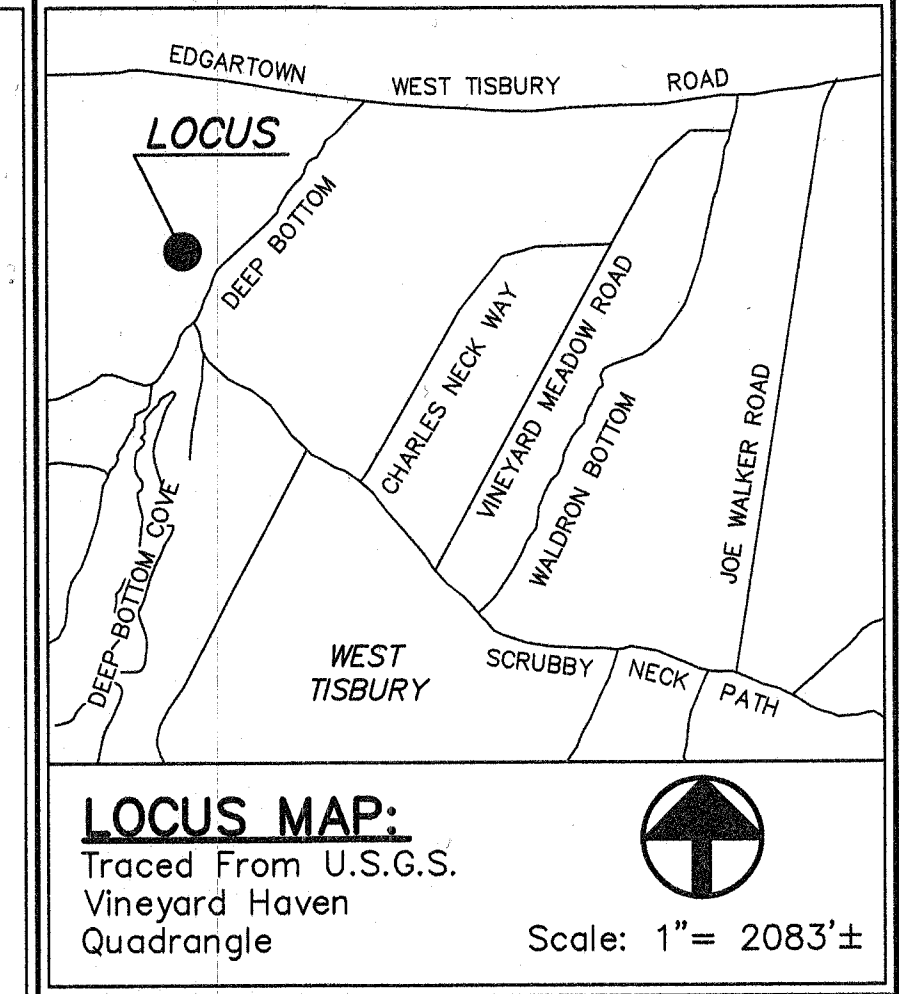 EDGARTOWN WEST TISBURY ROAD
LOCUS
DEEP BOTTOM
CHARLES NECK WAY
VINEYARD MEADOW ROAD
WALDRON BOTTOM
JOE WALKER ROAD
DEEP BOTTOM COVE
WEST
TISBURY
SCRUBBY NECK PATH
LOCUS MAP:
Traced From U.S.G.S.
Vineyard Haven
Quadrangle
Scale: 1"= 2083'±